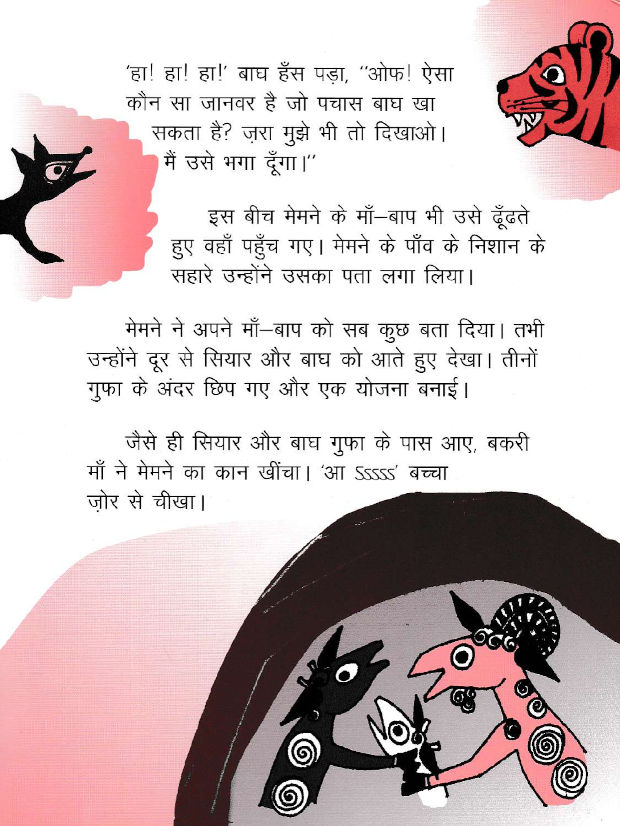 'हा! हा! हा!' बाघ हँस पड़ा, "ओफ! ऐसा
कौन सा जानवर है जो पचास बाघ खा
सकता है? ज़रा मुझे भी तो दिखाओ।
मैं उसे भगा दूँगा।"
इस बीच मेमने के माँ–बाप भी उसे ढूँढते
हुए वहाँ पहुँच गए। मेमने के पाँव के निशान के
सहारे उन्होंने उसका पता लगा लिया।
मेमने ने अपने माँ–बाप को सब कुछ बता दिया। तभी
उन्होंने दूर से सियार और बाघ को आते हुए देखा। तीनों
गुफा के अंदर छिप गए और एक योजना बनाई।
जैसे ही सियार और बाघ गुफा के पास आए, बकरी
माँ ने मेमने का कान खींचा। 'आ sssss' बच्चा
ज़ोर से चीखा।